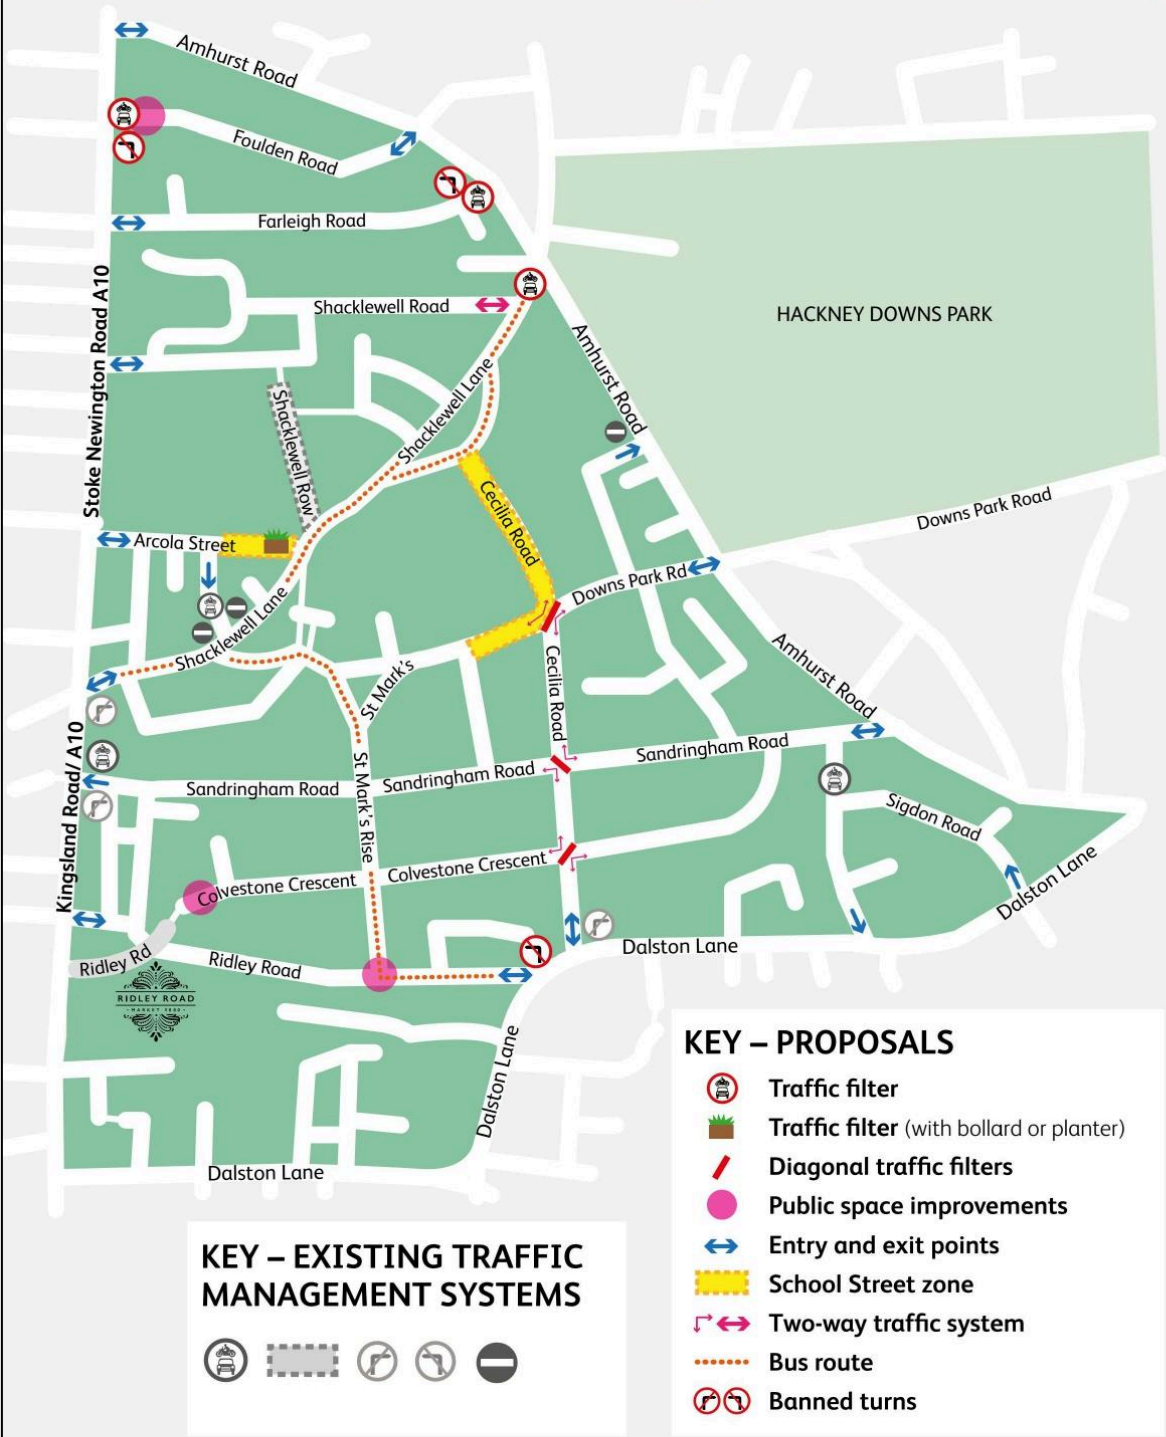 Amhurst Road
Foulden Road
Farleigh Road
Stoke Newington Road A10
Shacklewell Road
HACKNEY DOWNS PARK
Amhurst Road
Shacklewell Lane
Shacklewell Row
Cecilia Road
Downs Park Road
Arcola Street
Downs Park Rd
Shacklewell Lane
St Mark's
Cecilia Road
Amhurst Road
Kingsland Road/ A10
Sandringham Road
Sandringham Road
Sandringham Road
St Mark's Rise
Sigdon Road
Colvestone Crescent
Colvestone Crescent
Dalston Lane
Ridley Rd
Ridley Road
Dalston Lane
RIDLEY ROAD
Dalston Lane
Dalston Lane
KEY – PROPOSALS
Traffic filter
Traffic filter (with bollard or planter)
Diagonal traffic filters
Public space improvements
Entry and exit points
School Street zone
Two-way traffic system
Bus route
Banned turns
KEY – EXISTING TRAFFIC
MANAGEMENT SYSTEMS